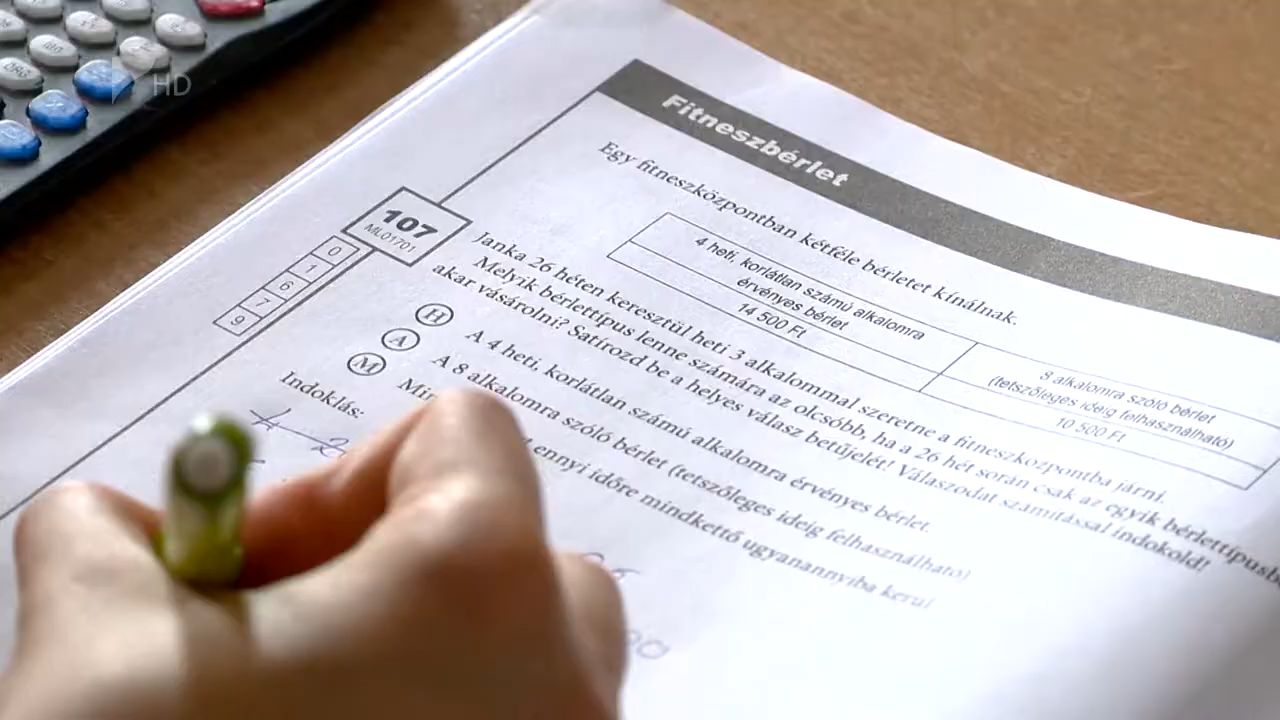 HD
DRG
Fitneszbérlet
Egy fitneszközpontban kétféle bérletet kínálnak.
4 heti, korlátlan számú alkalomra
érvényes bérlet
14 500 Ft
8 alkalomra szóló bérlet
(tetszőleges ideig felhasználható)
10 500 Ft
107
ML01701
0
1
6
7
9
Janka 26 héten keresztül heti 3 alkalommal szeretne a fitneszközpontba járni.
Melyik bérlettípus lenne számára az olcsóbb, ha a 26 hét során csak az egyik bérlettípusb
akar vásárolni? Satírozd be a helyes válasz betűjelét! Válaszodat számítással indokold!
H A 4 heti, korlátlan számú alkalomra érvényes bérlet.
A A 8 alkalomra szóló bérlet (tetszőleges ideig felhasználható)
M ennyi időre mindkettő ugyanannyiba kerül
Indoklás: